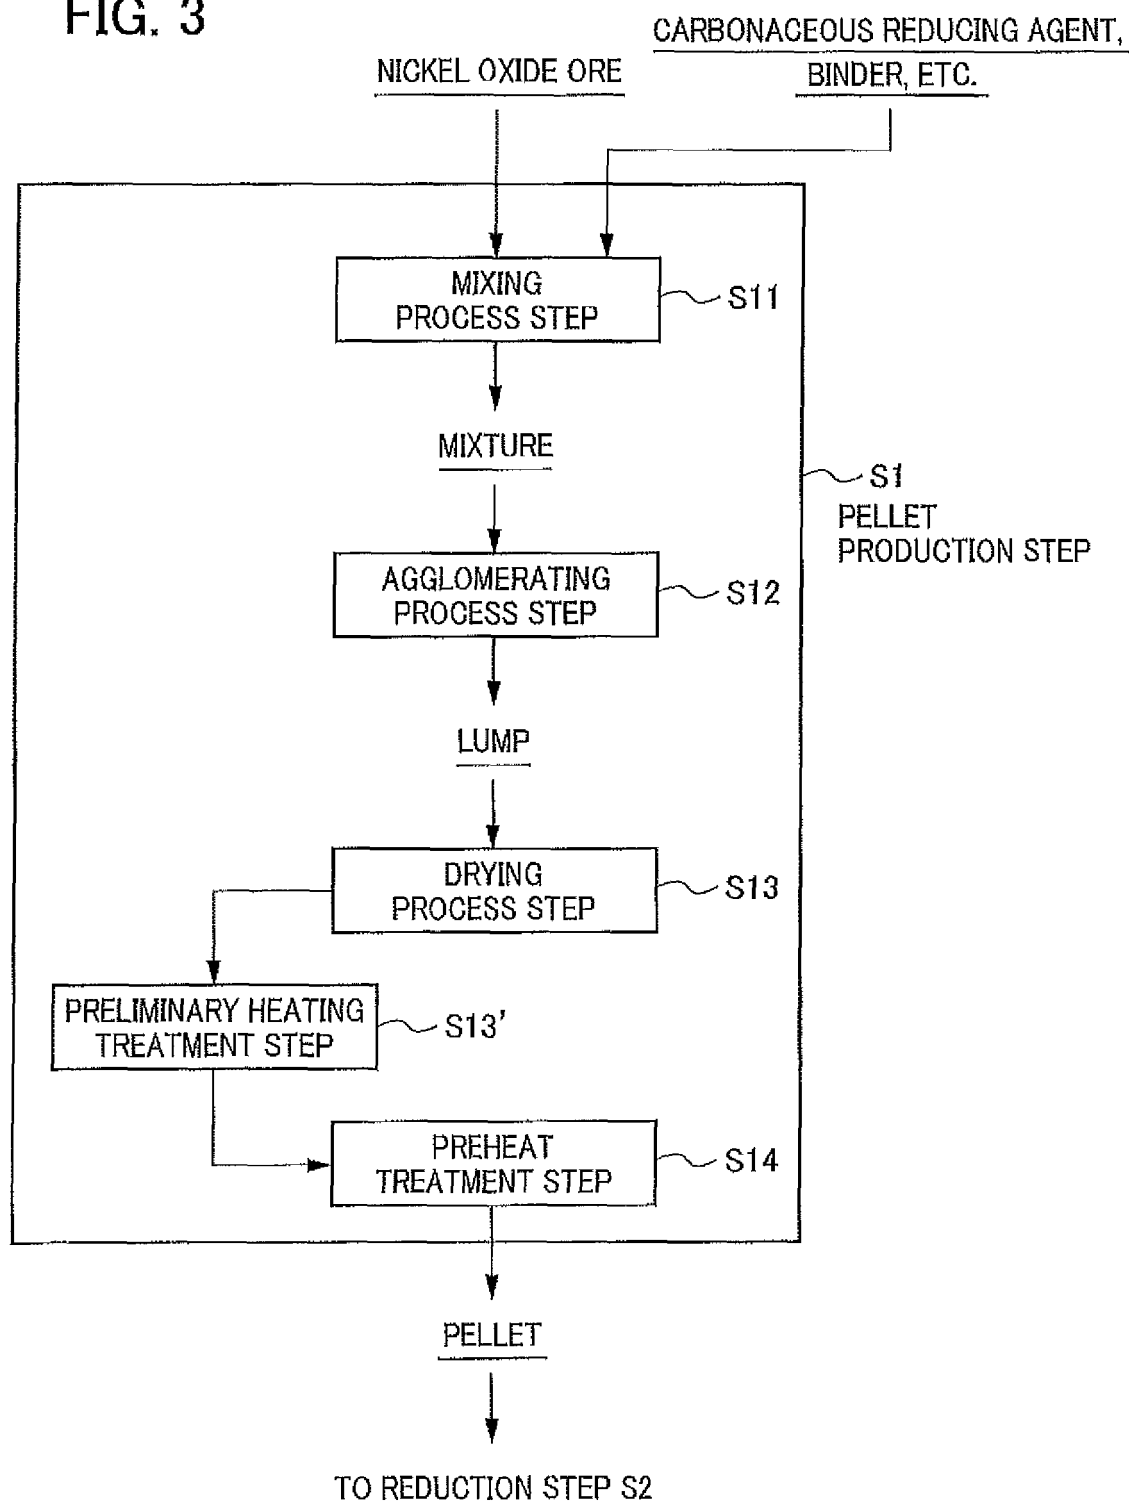 FIG. 3
CARBONACEOUS REDUCING AGENT,
BINDER, ETC.
NICKEL OXIDE ORE
MIXING
PROCESS STEP
S11
MIXTURE
S1
PELLET
PRODUCTION STEP
AGGLOMERATING
PROCESS STEP
S12
LUMP
DRYING
PROCESS STEP
S13
PRELIMINARY HEATING
TREATMENT STEP
S13'
PREHEAT
TREATMENT STEP
S14
PELLET
TO REDUCTION STEP S2